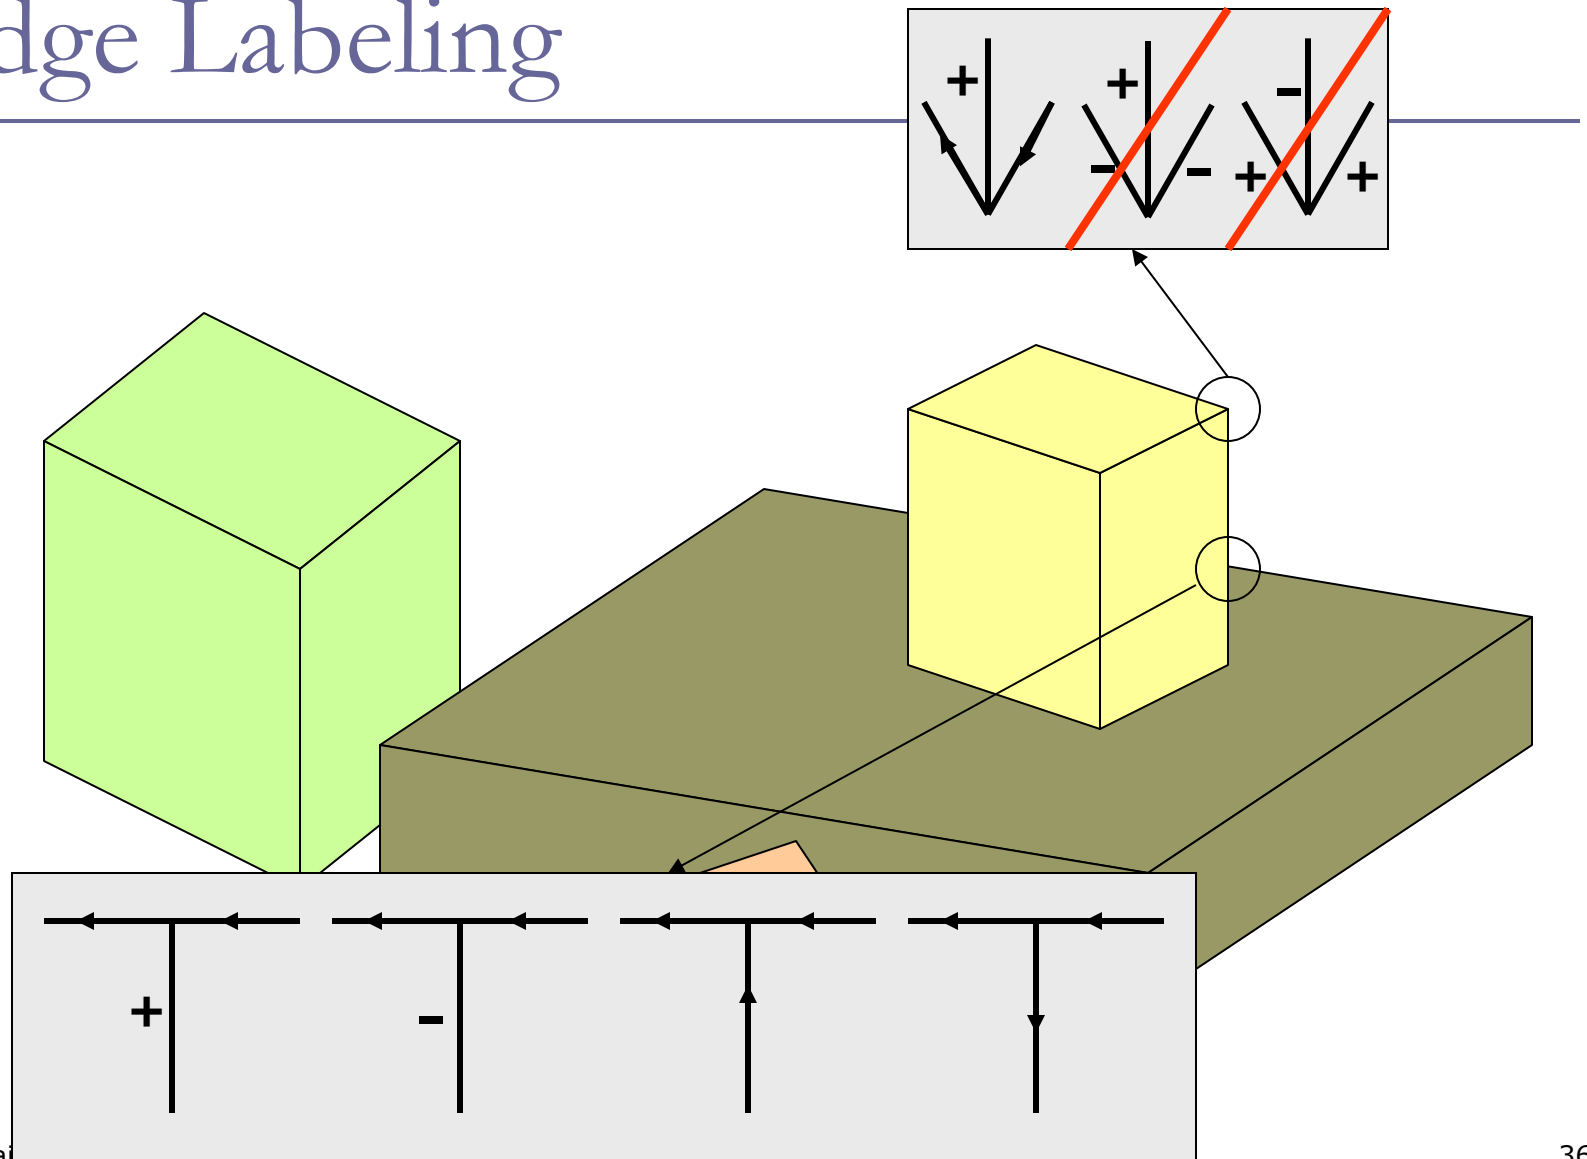 dge Labeling
+ + -
- - + +
+ -
36